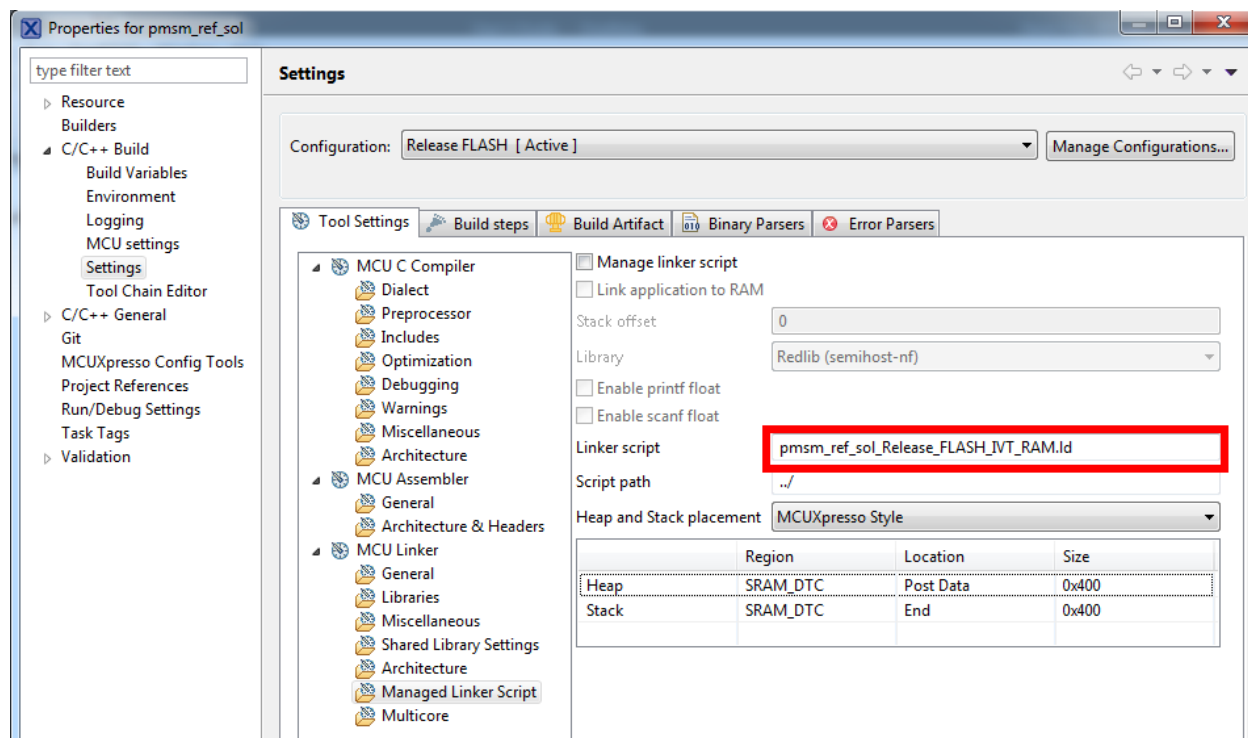 Properties for pmsm_ref_sol
type filter text
Resource
Builders
C/C++ Build
Build Variables
Environment
Logging
MCU settings
Settings
Tool Chain Editor
C/C++ General
Git
MCUXpresso Config Tools
Project References
Run/Debug Settings
Task Tags
Validation
Settings
Configuration: Release FLASH [ Active ] Manage Configurations...
Tool Settings Build steps Build Artifact 010 Binary Parsers Error Parsers
MCU C Compiler
Dialect
Preprocessor
Includes
Optimization
Debugging
Warnings
Miscellaneous
Architecture
MCU Assembler
General
Architecture & Headers
MCU Linker
General
Libraries
Miscellaneous
Shared Library Settings
Architecture
Managed Linker Script
Multicore
Manage linker script
Link application to RAM
Stack offset 0
Library Redlib (semihost-nf)
Enable printf float
Enable scanf float
Linker script pmsm_ref_sol_Release_FLASH_IVT_RAM.ld
Script path ../
Heap and Stack placement MCUXpresso Style
Region Location Size
Heap SRAM_DTC Post Data 0x400
Stack SRAM_DTC End 0x400